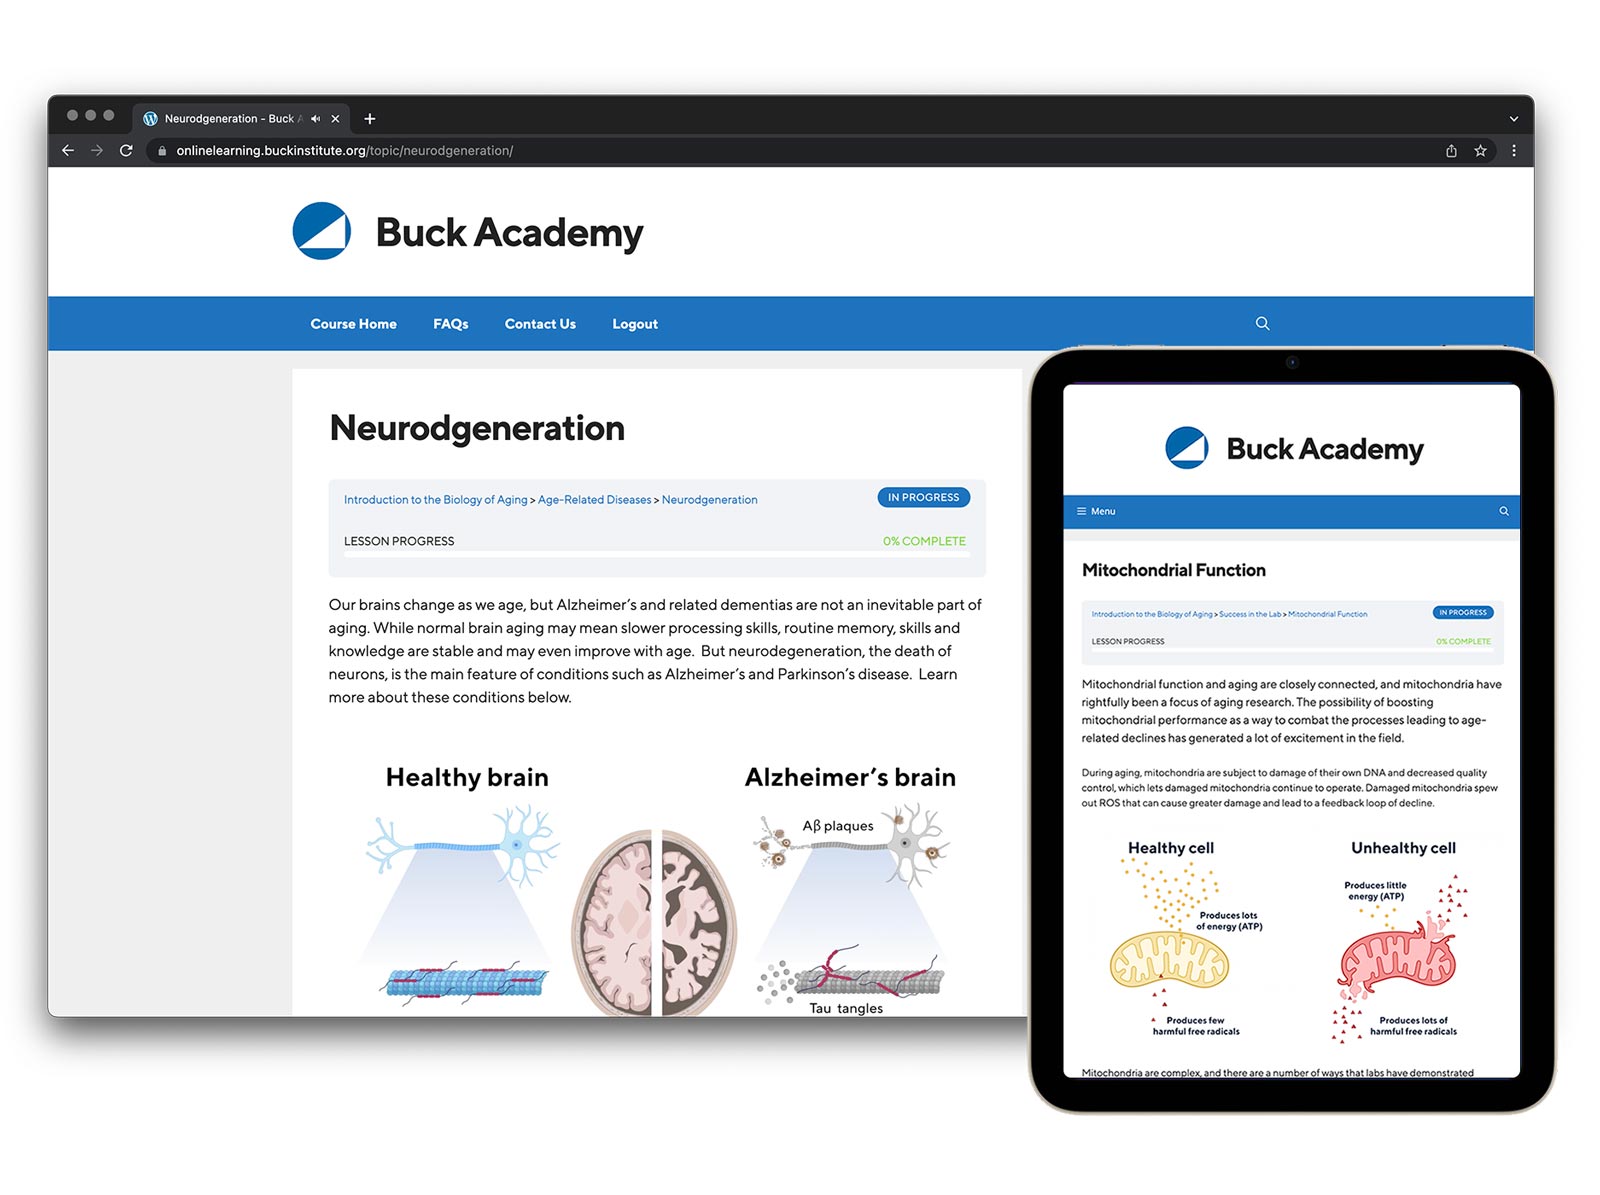 Neurodgeneration - Buck A
onlinelearning.buckinstitute.org/topic/neurodgeneration/
Buck Academy
Course Home
FAQs
Contact Us
Logout
Neurodgeneration
Introduction to the Biology of Aging > Age-Related Diseases > Neurodgeneration
IN PROGRESS
LESSON PROGRESS
0% COMPLETE
Our brains change as we age, but Alzheimer's and related dementias are not an inevitable part of
aging. While normal brain aging may mean slower processing skills, routine memory, skills and
knowledge are stable and may even improve with age. But neurodegeneration, the death of
neurons, is the main feature of conditions such as Alzheimer's and Parkinson's disease. Learn
more about these conditions below.
Healthy brain
Alzheimer's brain
Aβ plaques
Tau tangles
Buck Academy
Menu
Mitochondrial Function
Introduction to the Biology of Aging > Success in the Lab > Mitochondrial Function
IN PROGRESS
LESSON PROGRESS
0% COMPLETE
Mitochondrial function and aging are closely connected, and mitochondria have
rightfully been a focus of aging research. The possibility of boosting
mitochondrial performance as a way to combat the processes leading to age-
related declines has generated a lot of excitement in the field.
During aging, mitochondria are subject to damage of their own DNA and decreased quality
control, which lets damaged mitochondria continue to operate. Damaged mitochondria spew
out ROS that can cause greater damage and lead to a feedback loop of decline.
Healthy cell
Unhealthy cell
Produces lots
of energy (ATP)
Produces little
energy (ATP)
Produces few
harmful free radicals
Produces lots of
harmful free radicals
Mitochondria are complex, and there are a number of ways that labs have demonstrated